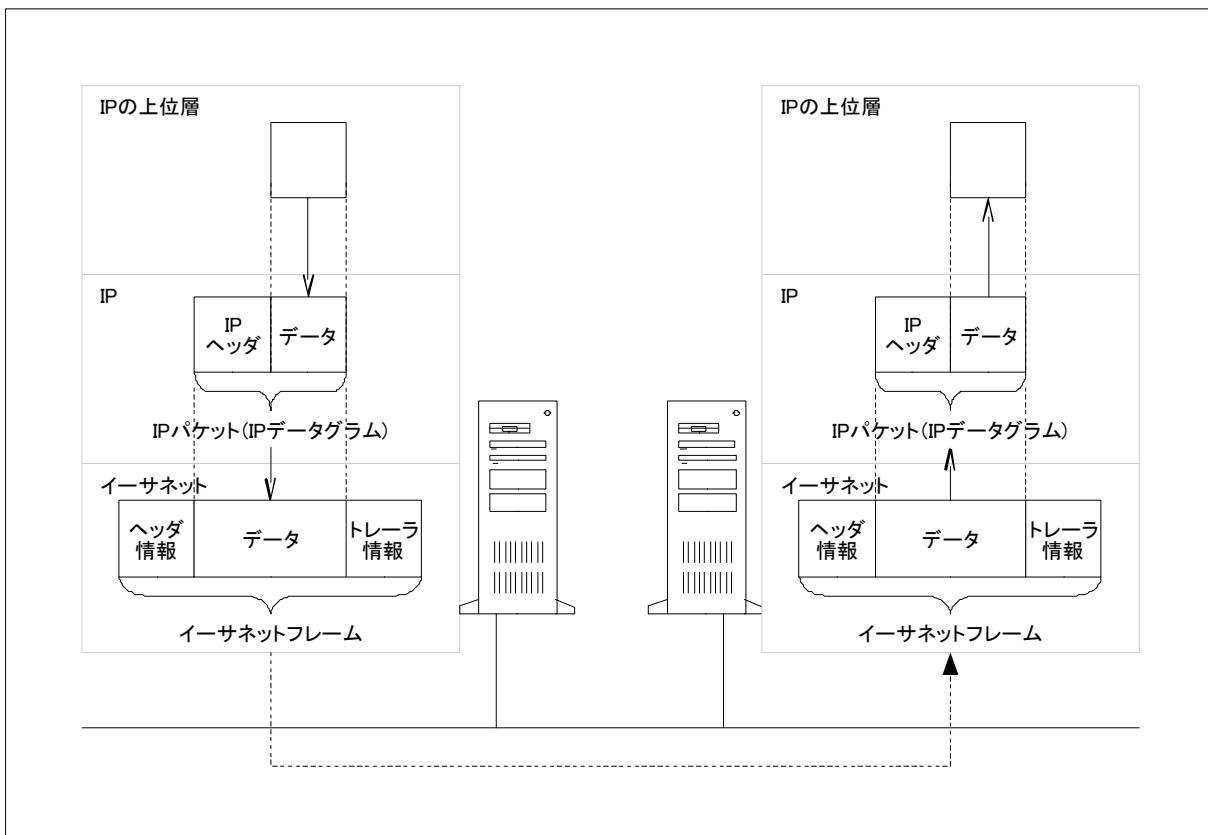 IPの上位層
IP
IP
ヘッダ
データ
IPパケット(IPデータグラム)
イーサネット
ヘッダ
情報
データ
トレーラ
情報
イーサネットフレーム
IPの上位層
IP
IP
ヘッダ
データ
IPパケット(IPデータグラム)
イーサネット
ヘッダ
情報
データ
トレーラ
情報
イーサネットフレーム